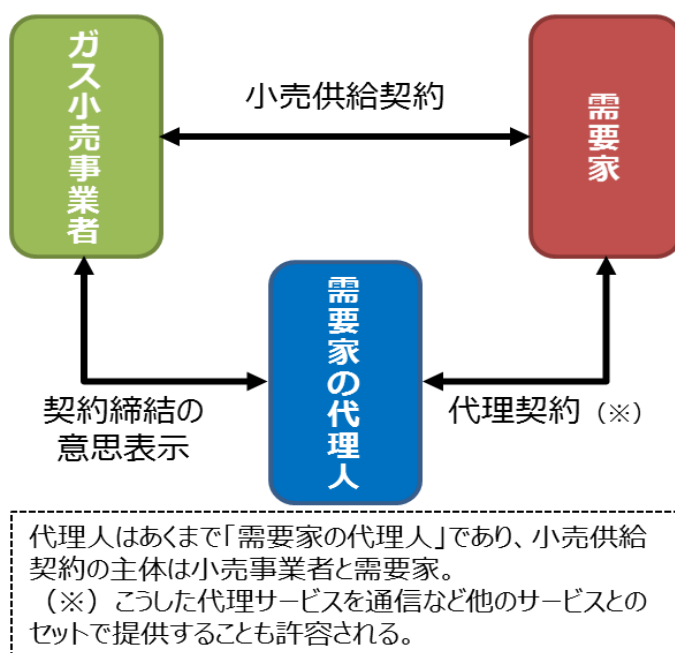 ガス小売事業者
小売供給契約
需要家
需要家の代理人
契約締結の
意思表示
代理契約（※）
代理人はあくまで「需要家の代理人」であり、小売供給
契約の主体は小売事業者と需要家。
（※）こうした代理サービスを通信など他のサービスとの
セットで提供することも許容される。